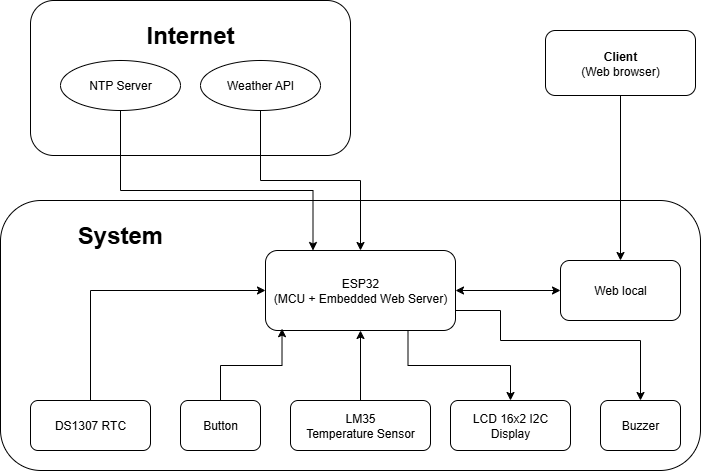 Internet
NTP Server
Weather API
Client
(Web browser)
System
ESP32
(MCU + Embedded Web Server)
Web local
DS1307 RTC
Button
LM35
Temperature Sensor
LCD 16x2 I2C
Display
Buzzer